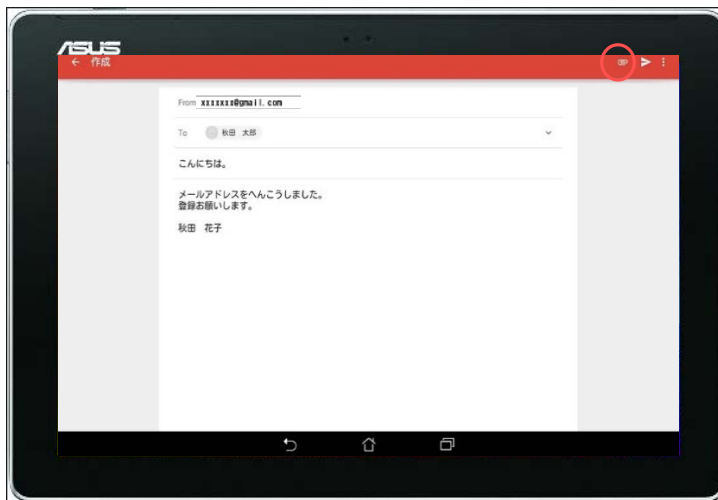 ASUS
作成
From xxxxxxx@gmail.com
To 秋田 太郎
こんにちは。
メールアドレスをへんこうしました。
登録お願いします。
秋田 花子